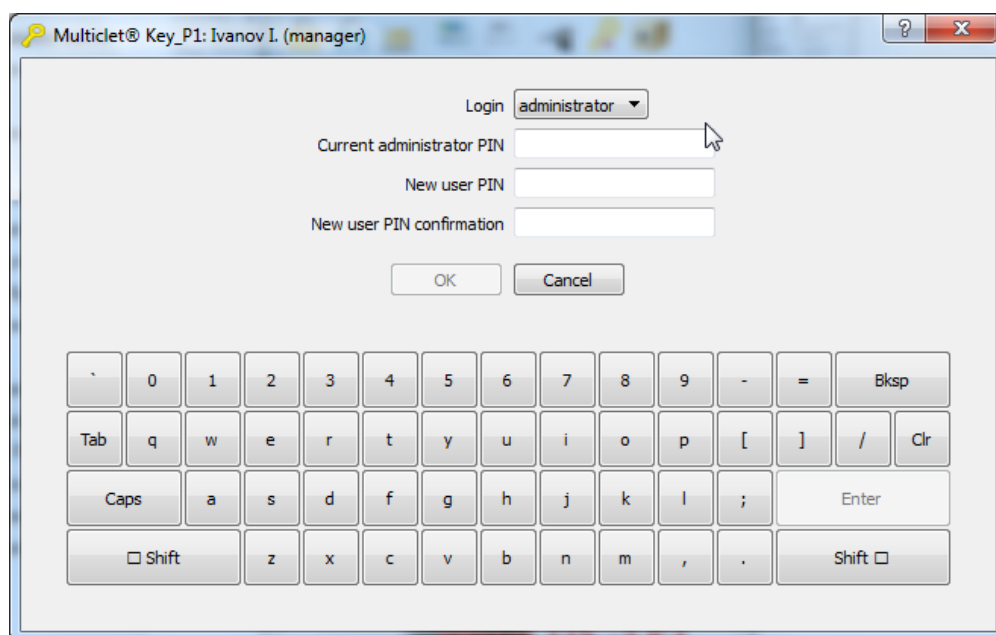 Multiclet® Key_P1: Ivanov I. (manager)
? X
Login administrator
Current administrator PIN
New user PIN
New user PIN confirmation
OK Cancel
` 0 1 2 3 4 5 6 7 8 9 - = Bksp
Tab q w e r t y u i o p [ ] / Clr
Caps a s d f g h j k l ; Enter
☐ Shift z x c v b n m , . Shift ☐